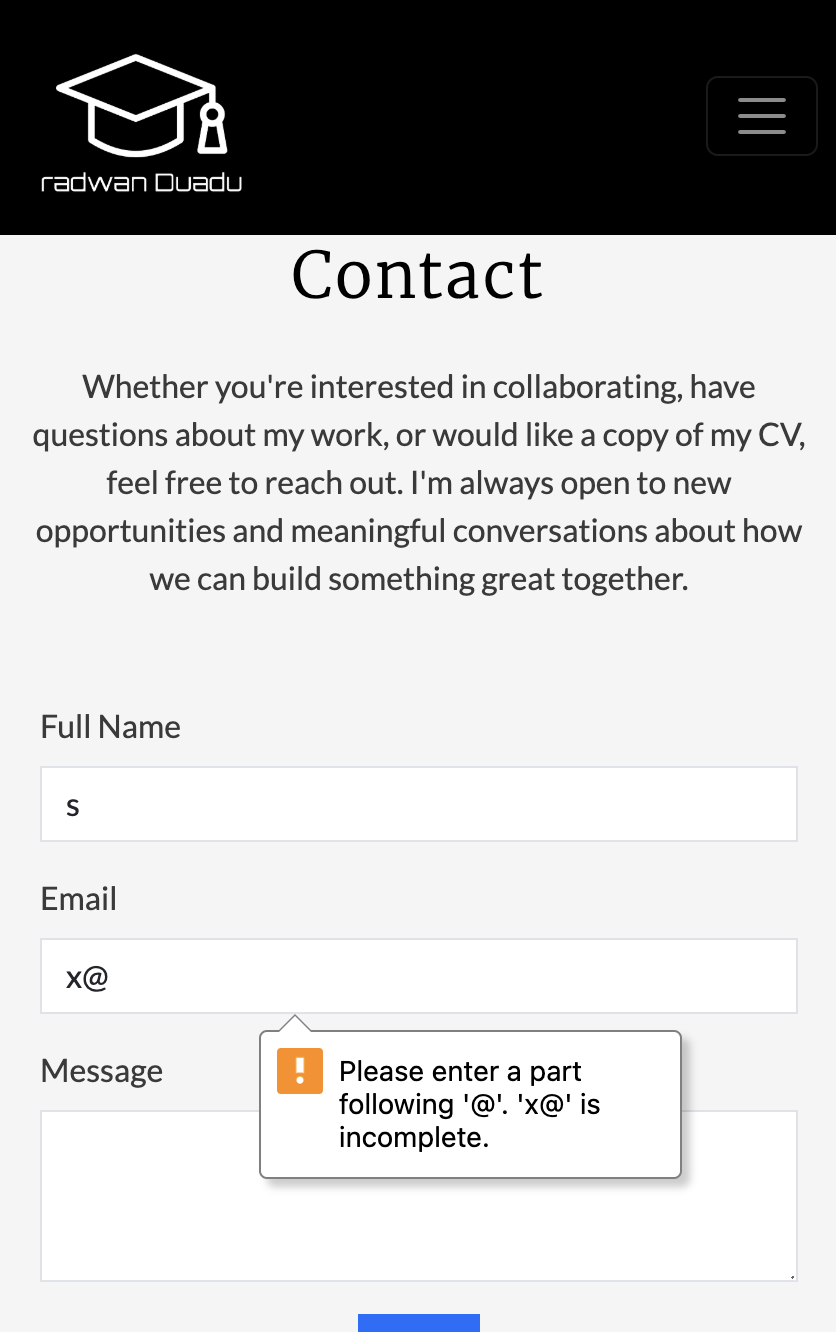 radwan Duadu
Contact
Whether you're interested in collaborating, have
questions about my work, or would like a copy of my CV,
feel free to reach out. I'm always open to new
opportunities and meaningful conversations about how
we can build something great together.
Full Name
s
Email
x@
Message
Please enter a part
following '@'. 'x@' is
incomplete.